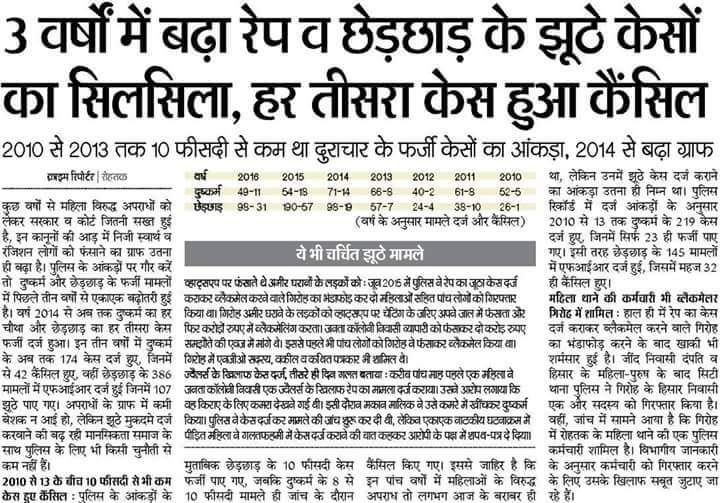 3 वर्षों में बढ़ा रेप व छेड़छाड़ के झूठे केसों
का सिलसिला, हर तीसरा केस हुआ कैंसिल
2010 से 2013 तक 10 फीसदी से कम था दुराचार के फर्जी केसों का आंकड़ा, 2014 से बढ़ा ग्राफ
क्राइम रिपोर्टर / रोहतक
कुछ वर्षो से महिला विरुद्ध अपराधों को
लेकर सरकार व कोर्ट जितनी सख्त हुई
है, इन कानूनों की आड़ में निजी स्वार्थ व
रंजिशन लोगों को फंसाने का ग्राफ उतना
ही बढ़ा है। पुलिस के आंकड़ों पर गौर करें
तो दुष्कर्म और छेड़छाड़ के फर्जी मामलों
में पिछले तीन वर्षों से एकाएक बढ़ोतरी हुई
है। वर्ष 2014 से अब तक दुष्कर्म का हर
चौथा और छेड़छाड़ का हर तीसरा केस
फर्जी दर्ज हुआ। इन तीन वर्षों में दुष्कर्म
के अब तक 174 केस दर्ज हुए, जिनमें
से 42 कैंसिल हुए, वहीं छेड़छाड़ के 386
मामलों में एफआईआर दर्ज हुई जिनमें 107
झूठे पाए गए। अपराधों के ग्राफ में कमी
बेशक न आई हो, लेकिन झूठे मुकदमे दर्ज
करवाने की बढ़ रही मानसिकता समाज के
साथ पुलिस के लिए भी किसी चुनौती से
कम नहीं हैं।
2010 से 13 के बीच 10 फीसदी से भी कम
केस हुए कैंसिल : पुलिस के आंकड़ों के
वर्ष 2016 2015 2014 2013 2012 2011 2010
दुष्कर्म 49-11 54-18 71-14 66-8 40-2 61-8 52-5
छेड़छाड़ 98-31 190-57 98-19 57-7 24-4 38-10 26-1
(वर्ष के अनुसार मामले दर्ज और कैंसिल)
ये भी चर्चित झूठे मामले
व्हाट्सएप पर फंसाते थे अमीर घरानों के लड़कों को : जून 2015 में पुलिस ने रेप का जूठा केस दर्ज
कराकर ब्लैकमेल करने वाले गिरोह का भंडाफोड़ कर दो महिलाओं सहित पांच लोगों को गिरफ्तार
किया था। गिरोह अमीर घराने के लड़कों को व्हाट्सएप पर चेटिंग के जरिए अपने जाल में फंसाता और
फिर करोड़ों रुपए में ब्लैकमेलिंग करता। जनता कॉलोनी निवासी व्यापारी को फंसाकर दो करोड़ रुपए
समझौते की एवज में मांगे थे। इससे पहले भी पांच लोगों को गिरोह ने फंसाकर ब्लैकमेल किया था।
गिरोह में एनजीओ सदस्य, वकील व कथित पत्रकार भी शामिल थे।
ज्वैलर्स के खिलाफ केस दर्ज, तीसरे ही दिन गलत बताया : करीब पांच माह पहले एक महिला ने
जनता कॉलोनी निवासी एक ज्वैलर्स के खिलाफ रेप का मामला दर्ज कराया। उसने आरोप लगाया कि
वह किराए के लिए कमरा देखने गई थी। इसी दौरान मकान मालिक ने उसे कमरे में खींचकर दुष्कर्म
किया। पुलिस ने केस दर्ज कर मामले की जांच शुरू कर दी थी, लेकिन एकाएक नाटकीय घटनाक्रम में
पीड़ित महिला ने गलतफहमी में केस दर्ज कराने की बात कहकर आरोपी के पक्ष में शपथ-पत्र दे दिया।
मुताबिक छेड़छाड़ के 10 फीसदी केस
फर्जी पाए गए, जबकि दुष्कर्म के 8 से
10 फीसदी मामले ही जांच के दौरान
कैंसिल किए गए। इससे जाहिर है कि
इन पांच वर्षों में महिलाओं के विरुद्ध
अपराध तो लगभग आज के बराबर ही
था, लेकिन उनमें झूठे केस दर्ज कराने
का आंकड़ा उतना ही निम्न था। पुलिस
रिकॉर्ड में दर्ज आंकड़ों के अनुसार
2010 से 13 तक दुष्कर्म के 219 केस
दर्ज हुए, जिनमें सिर्फ 23 ही फर्जी पाए
गए। इसी तरह छेड़छाड़ के 145 मामलों
में एफआईआर दर्ज हुई, जिसमें महज 32
ही कैंसिल हुए।
महिला थाने की कर्मचारी भी ब्लैकमेलर
गिरोह में शामिल : हाल ही में रेप का केस
दर्ज कराकर ब्लैकमेल करने वाले गिरोह
का भंडाफोड़ करने के बाद खाकी भी
शर्मसार हुई है। जींद निवासी दंपति व
हिसार के महिला-पुरुष के बाद सिटी
थाना पुलिस ने गिरोह के हिसार निवासी
एक और सदस्य को गिरफ्तार किया है।
वहीं, जांच में सामने आया है कि गिरोह
में रोहतक के महिला थाने की एक पुलिस
कर्मचारी शामिल है। विभागीय जानकारी
के अनुसार कर्मचारी को गिरफ्तार करने
के लिए उसके खिलाफ सबूत जुटाए जा
रहे हैं।